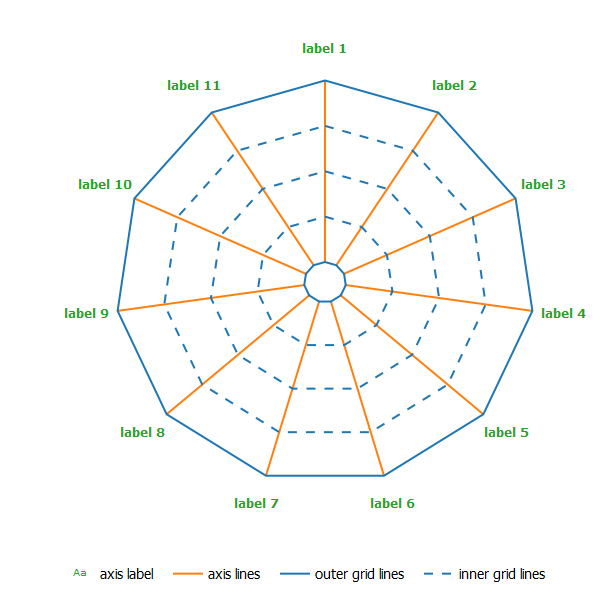 label 1
label 11
label 2
label 10
label 3
label 9
label 4
label 8
label 5
label 7
label 6
Aa axis label axis lines outer grid lines inner grid lines